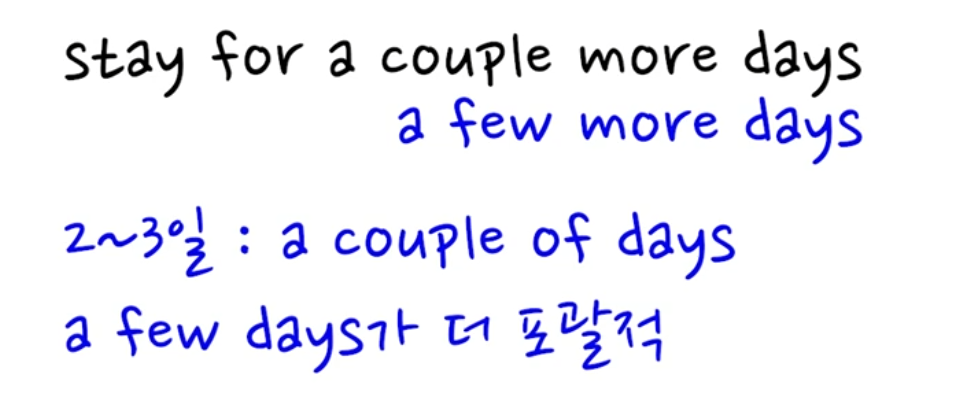 stay for a couple more days
a few more days
2~3일 : a couple of days
a few days가 더 포괄적